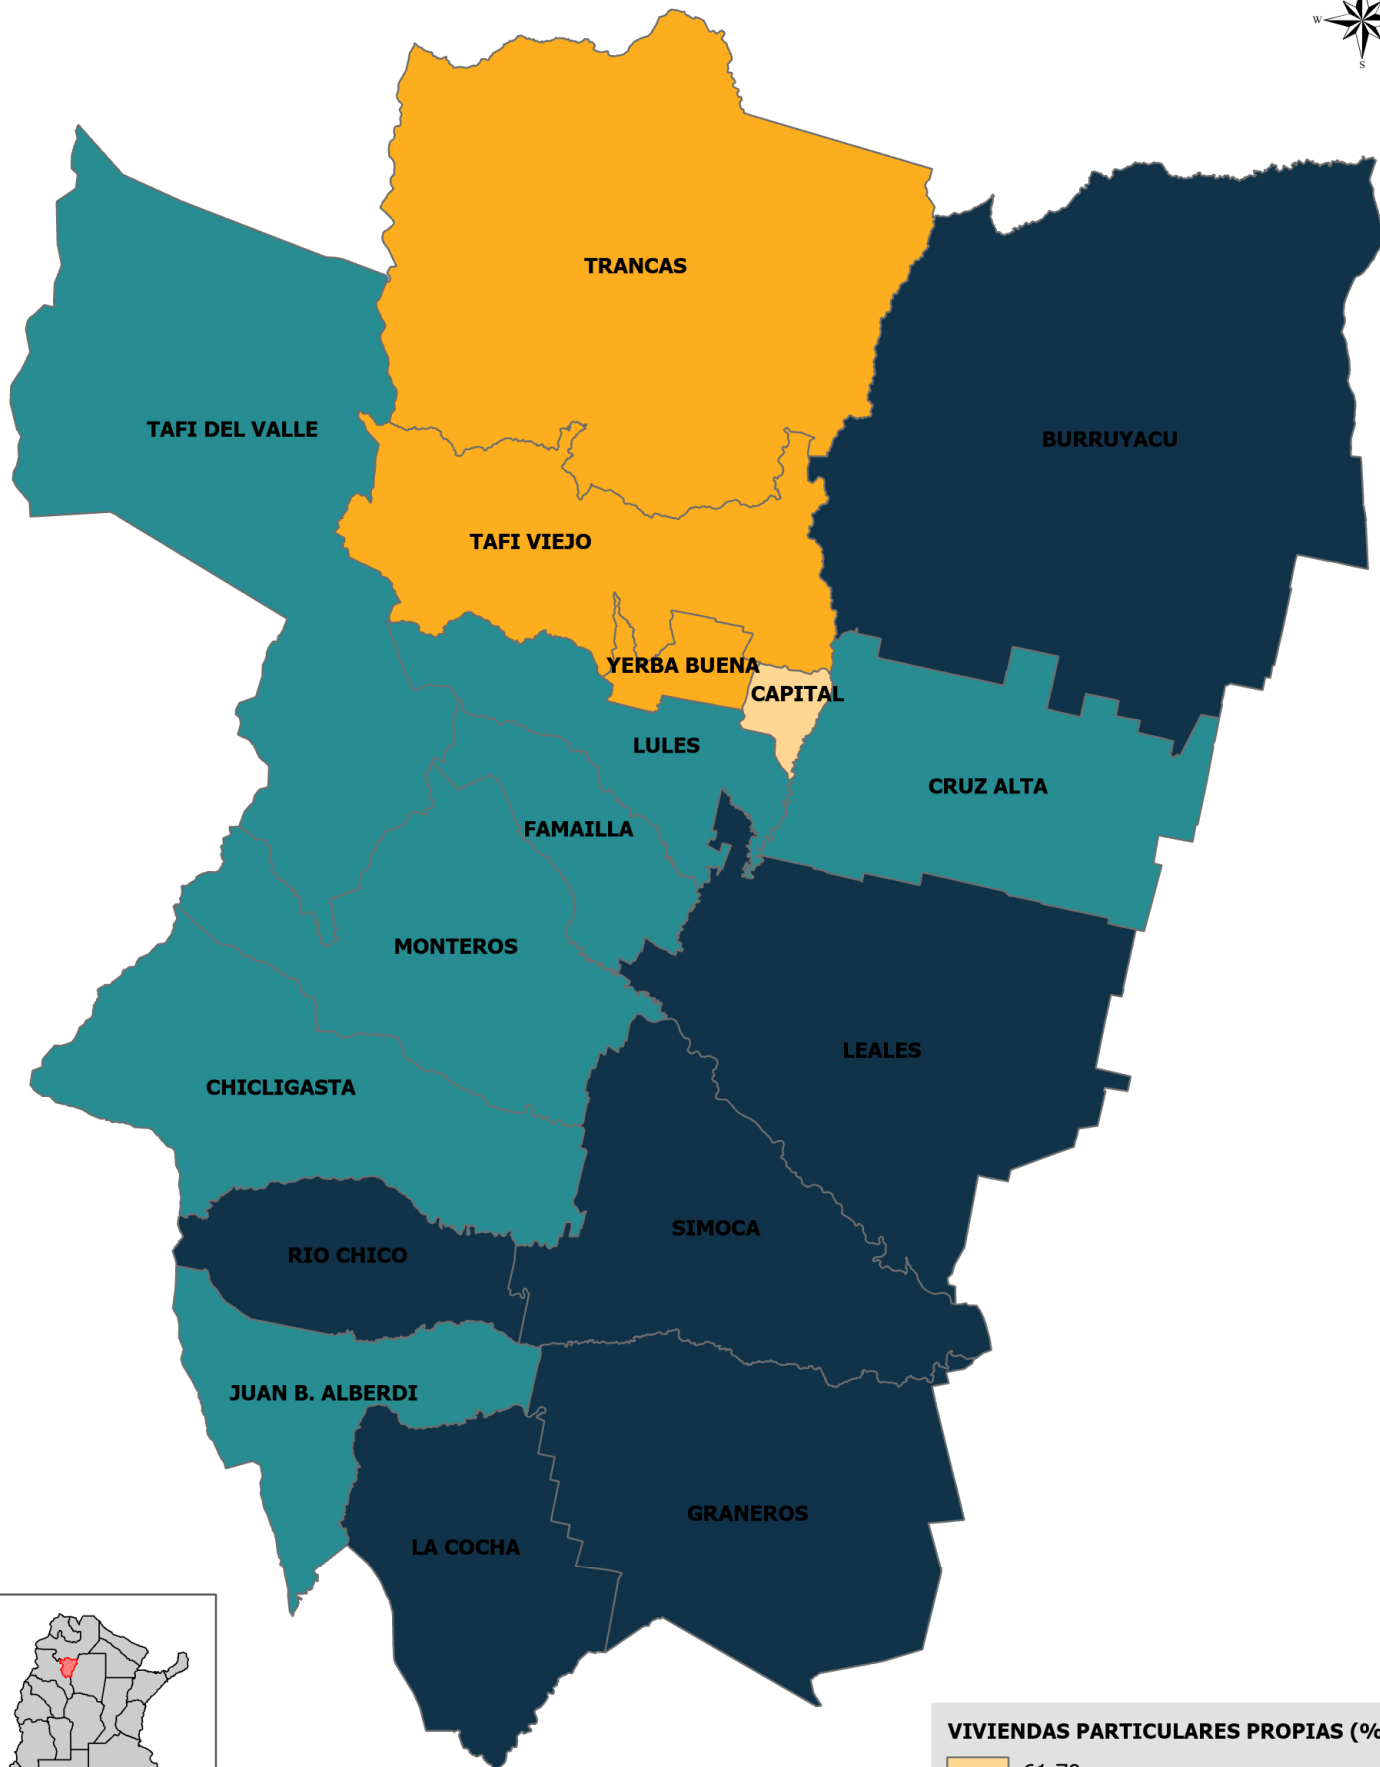 W
S
TRANCAS
TAFI DEL VALLE
BURRUYACU
TAFI VIEJO
YERBA BUENA
CAPITAL
LULES
CRUZ ALTA
FAMAILLA
MONTEROS
LEALES
CHICLIGASTA
SIMOCA
RIO CHICO
JUAN B. ALBERDI
GRANEROS
LA COCHA
VIVIENDAS PARTICULARES PROPIAS (%